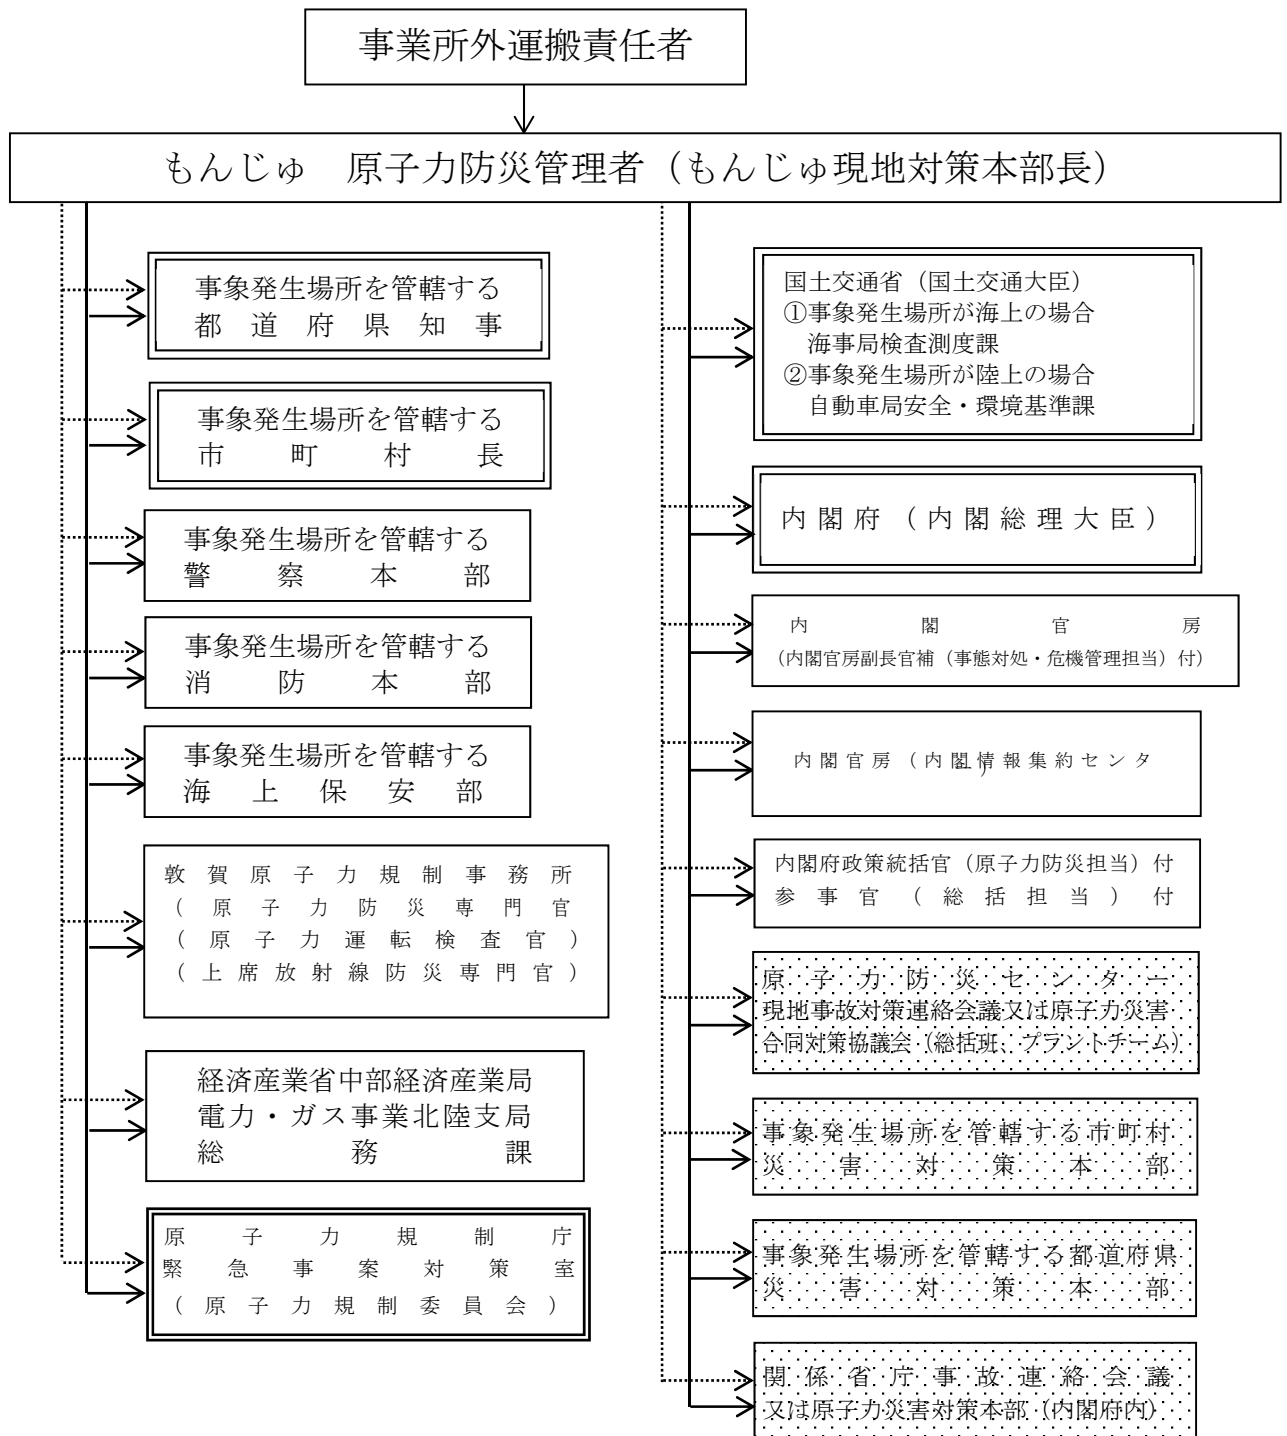 事業所外運搬責任者
もんじゅ　原子力防災管理者（もんじゅ現地対策本部長）
事象発生場所を管轄する
都道府県知事
事象発生場所を管轄する
市町村長
事象発生場所を管轄する
警察本部
事象発生場所を管轄する
消防本部
事象発生場所を管轄する
海上保安部
敦賀原子力規制事務所
（原子力防災専門官
（原子力運転検査官）
（上席放射線防災専門官）
経済産業省中部経済産業局
電力・ガス事業北陸支局
総務課
原子力規制庁
緊急事案対策室
（原子力規制委員会）
国土交通省（国土交通大臣）
①事象発生場所が海上の場合
海事局検査測度課
②事象発生場所が陸上の場合
自動車局安全・環境基準課
内閣府（内閣総理大臣）
内閣官房
（内閣官房副長官補（事態対処・危機管理担当）付）
内閣官房（内閣情報集約センタ
ー）
内閣府政策統括官（原子力防災担当）付
参事官（総括担当）付
原子力防災センター
現地事故対策連絡会議又は原子力災害
合同対策協議会（総括班、プラントチーム）
事象発生場所を管轄する市町村
災害対策本部
事象発生場所を管轄する都道府県
災害対策本部
関係省庁事故連絡会議
又は原子力災害対策本部（内閣府内）